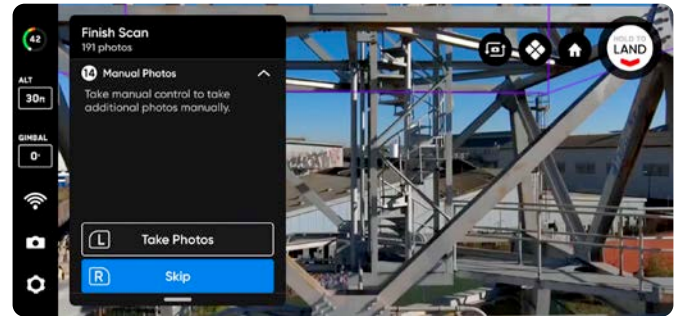 42
ALT
30ft
GIMBAL
0°
Finish Scan
191 photos
14 Manual Photos
Take manual control to take
additional photos manually.
L Take Photos
R Skip
HOLD TO
LAND